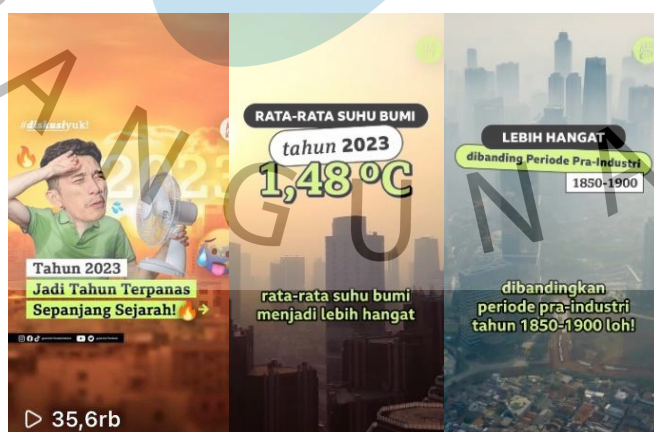 #diskusiyuk!
2023
Tahun 2023
Jadi Tahun Terpanas
Sepanjang Sejarah!
35,6rb
RATA-RATA SUHU BUMI
tahun 2023
1,48 ºC
rata-rata suhu bumi
menjadi lebih hangat
LEBIH HANGAT
dibanding Periode Pra-Industri
1850-1900
dibandingkan
periode pra-industri
tahun 1850-1900 loh!
A N G U N A